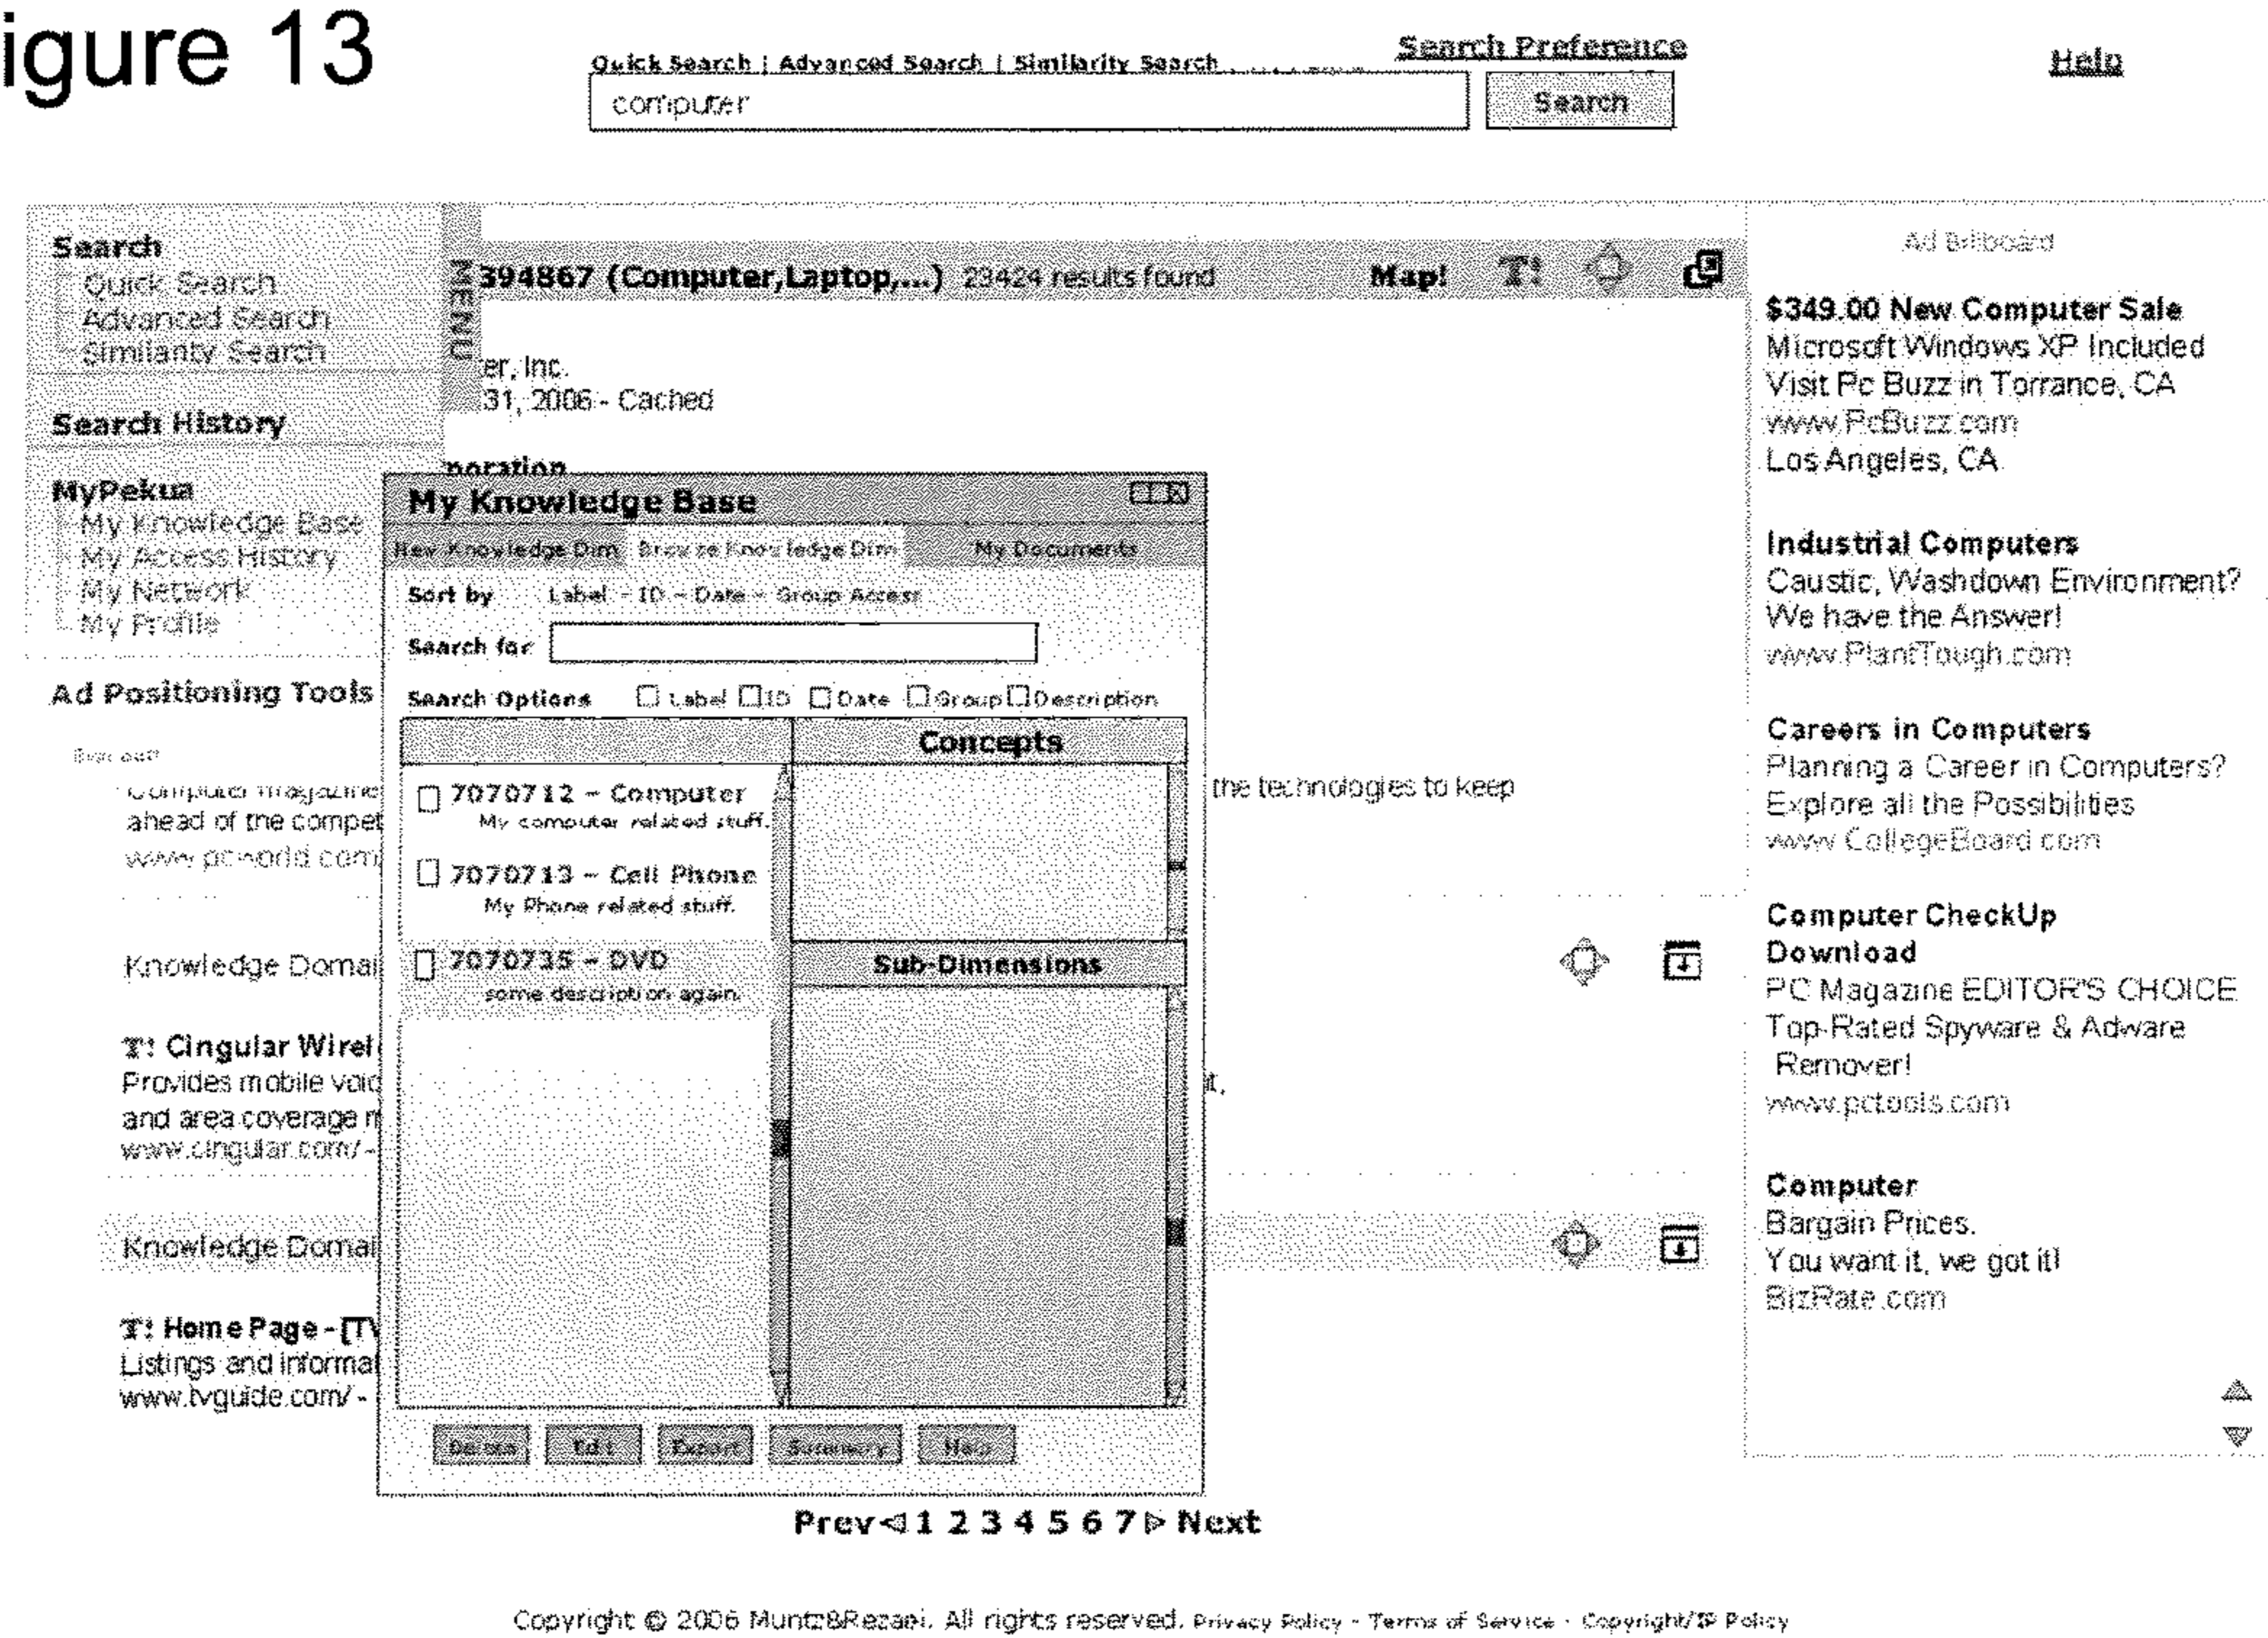 igure 13
Quick Search | Advanced Search | Similarity Search
Search Preference
Help
computer
Search
Search
Quick Search
Advanced Search
Similarity Search
Search History
MyPekua
My Knowledge Base
My Access History
My Network
My Profile
Ad Positioning Tools
MENU
394867 (Computer,Laptop,...) 23424 results found
Map! T!
er, Inc.
31, 2006 - Cached
poration
My Knowledge Base
New Knowledge Dim Browse Knowledge Dim My Documents
Sort by Label - ID - Date - Group Access
Search for
Search Options Label ID Date Group Description
Concepts
7070712 - Computer
My computer related stuff.
7070713 - Cell Phone
My Phone related stuff.
7070735 - DVD
some description again.
Sub-Dimensions
Delete Edit Export Summary Help
Computer magazine
ahead of the compet
www.pcworld.com/
the technologies to keep
Knowledge Domai
T! Cingular Wirel
Provides mobile voic
and area coverage
www.cingular.com/ -
t,
Knowledge Domai
T! Home Page - [TV
Listings and informat
www.tvguide.com/ -
Prev 1 2 3 4 5 6 7 Next
Ad Billboard
$349.00 New Computer Sale
Microsoft Windows XP Included
Visit Pc Buzz in Torrance, CA
www.PcBuzz.com
Los Angeles, CA
Industrial Computers
Caustic, Washdown Environment?
We have the Answer!
www.PlantTough.com
Careers in Computers
Planning a Career in Computers?
Explore all the Possibilities
www.CollegeBoard.com
Computer CheckUp
Download
PC Magazine EDITOR'S CHOICE
Top-Rated Spyware & Adware
Remover!
www.pctools.com
Computer
Bargain Prices.
You want it, we got it!
BizRate.com
Copyright © 2006 Muntz&Rezaei. All rights reserved. Privacy Policy - Terms of Service - Copyright/IP Policy